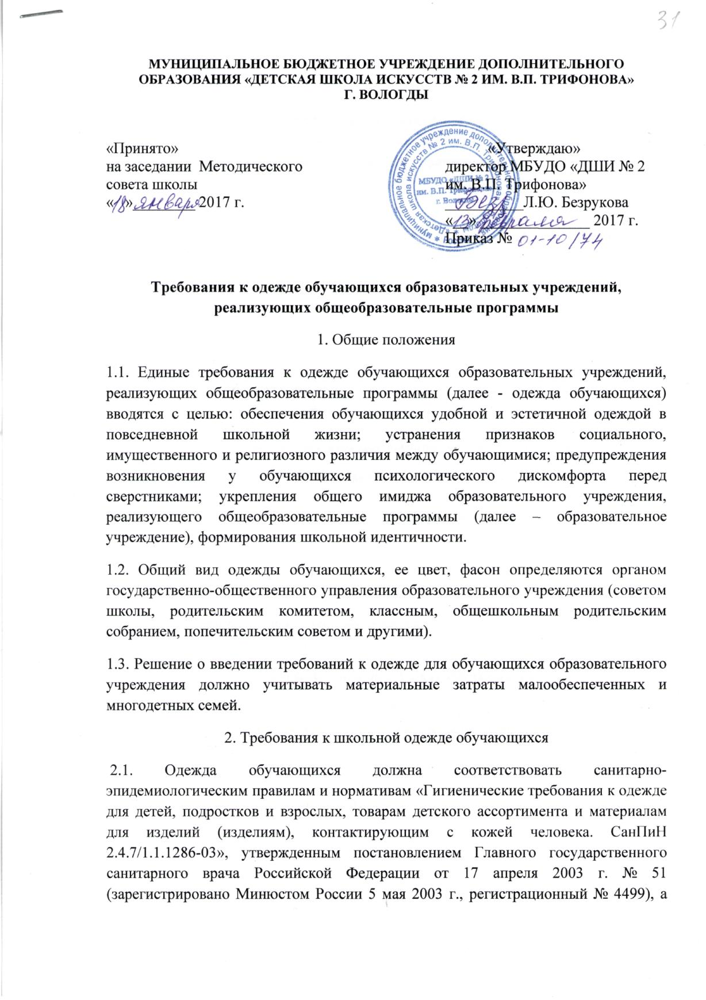 31
МУНИЦИПАЛЬНОЕ БЮДЖЕТНОЕ УЧРЕЖДЕНИЕ ДОПОЛНИТЕЛЬНОГО
ОБРАЗОВАНИЯ «ДЕТСКАЯ ШКОЛА ИСКУССТВ № 2 ИМ. В.П. ТРИФОНОВА»
Г. ВОЛОГДЫ
«Принято»
на заседании Методического
совета школы
«18» января 2017 г.
«Утверждаю»
директор МБУДО «ДШИ № 2
им. В.П. Трифонова»
Л.Ю. Безрукова
«13» февраля 2017 г.
Приказ № 01-10/74
МБУДО «ДШИ № 2
им. В.П. Трифонова»
г. Вологды
Требования к одежде обучающихся образовательных учреждений,
реализующих общеобразовательные программы
1. Общие положения
1.1. Единые требования к одежде обучающихся образовательных учреждений,
реализующих общеобразовательные программы (далее - одежда обучающихся)
вводятся с целью: обеспечения обучающихся удобной и эстетичной одеждой в
повседневной школьной жизни; устранения признаков социального,
имущественного и религиозного различия между обучающимися; предупреждения
возникновения у обучающихся психологического дискомфорта перед
сверстниками; укрепления общего имиджа образовательного учреждения,
реализующего общеобразовательные программы (далее – образовательное
учреждение), формирования школьной идентичности.
1.2. Общий вид одежды обучающихся, ее цвет, фасон определяются органом
государственно-общественного управления образовательного учреждения (советом
школы, родительским комитетом, классным, общешкольным родительским
собранием, попечительским советом и другими).
1.3. Решение о введении требований к одежде для обучающихся образовательного
учреждения должно учитывать материальные затраты малообеспеченных и
многодетных семей.
2. Требования к школьной одежде обучающихся
2.1. Одежда обучающихся должна соответствовать санитарно-
эпидемиологическим правилам и нормативам «Гигиенические требования к одежде
для детей, подростков и взрослых, товарам детского ассортимента и материалам
для изделий (изделиям), контактирующим с кожей человека. СанПиН
2.4.7/1.1.1286-03», утвержденным постановлением Главного государственного
санитарного врача Российской Федерации от 17 апреля 2003 г. № 51
(зарегистрировано Минюстом России 5 мая 2003 г., регистрационный № 4499), а